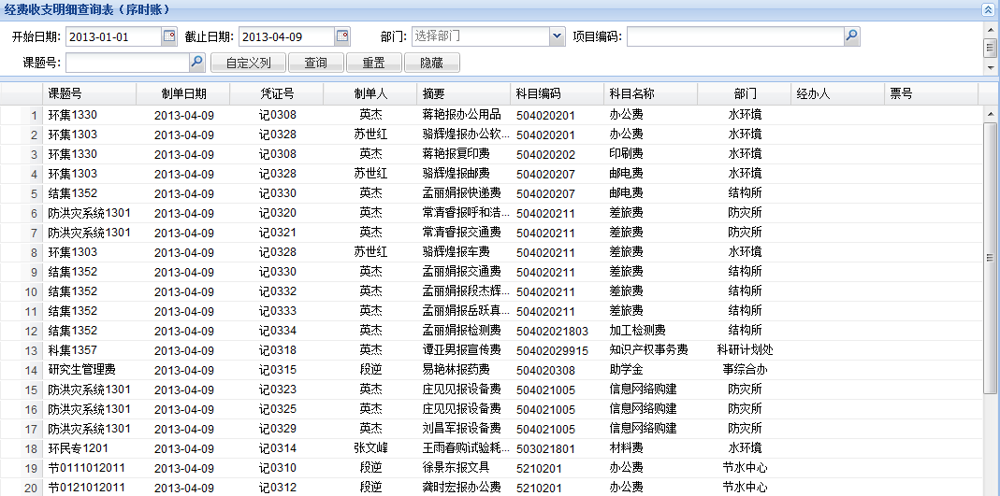 经费收支明细查询表（序时账）
开始日期: 2013-01-01 截止日期: 2013-04-09 部门: 选择部门 项目编码:
课题号: 自定义列 查询 重置 隐藏
课题号 制单日期 凭证号 制单人 摘要 科目编码 科目名称 部门 经办人 票号
1 环集1330 2013-04-09 记0308 英杰 蒋艳报办公用品 504020201 办公费 水环境
2 环集1303 2013-04-09 记0328 苏世红 骆辉煌报办公软... 504020201 办公费 水环境
3 环集1330 2013-04-09 记0308 英杰 蒋艳报复印费 504020202 印刷费 水环境
4 环集1303 2013-04-09 记0328 苏世红 骆辉煌报邮费 504020207 邮电费 水环境
5 结集1352 2013-04-09 记0330 英杰 孟丽娟报快递费 504020207 邮电费 结构所
6 防洪灾系统1301 2013-04-09 记0320 英杰 常清睿报呼和浩... 504020211 差旅费 防灾所
7 防洪灾系统1301 2013-04-09 记0321 英杰 常清睿报交通费 504020211 差旅费 防灾所
8 环集1303 2013-04-09 记0328 苏世红 骆辉煌报车费 504020211 差旅费 水环境
9 结集1352 2013-04-09 记0330 英杰 孟丽娟报交通费 504020211 差旅费 结构所
10 结集1352 2013-04-09 记0332 英杰 孟丽娟报段杰辉... 504020211 差旅费 结构所
11 结集1352 2013-04-09 记0333 英杰 孟丽娟报岳跃真... 504020211 差旅费 结构所
12 结集1352 2013-04-09 记0334 英杰 孟丽娟报检测费 50402021803 加工检测费 结构所
13 科集1357 2013-04-09 记0318 英杰 谭亚男报宣传费 50402029915 知识产权事务费 科研计划处
14 研究生管理费 2013-04-09 记0315 段逆 易艳林报药费 504020308 助学金 事综合办
15 防洪灾系统1301 2013-04-09 记0323 英杰 庄见见报设备费 504021005 信息网络购建 防灾所
16 防洪灾系统1301 2013-04-09 记0325 英杰 庄见见报设备费 504021005 信息网络购建 防灾所
17 防洪灾系统1301 2013-04-09 记0329 英杰 刘昌军报设备费 504021005 信息网络购建 防灾所
18 环民专1201 2013-04-09 记0314 张文峰 王雨春购试验耗... 503021801 材料费 水环境
19 节0111012011 2013-04-09 记0310 段逆 徐景东报文具 5210201 办公费 节水中心
20 节0121012011 2013-04-09 记0312 段逆 龚时宏报办公费 5210201 办公费 节水中心